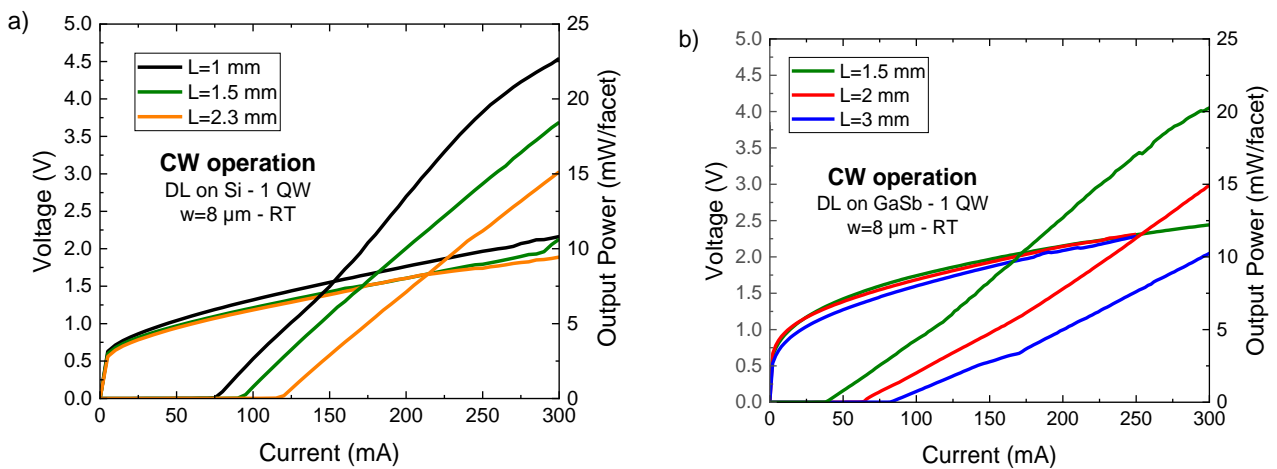 a)
5.0
4.5
4.0
3.5
3.0
2.5
2.0
1.5
1.0
0.5
0.0
Voltage (V)
L=1 mm
L=1.5 mm
L=2.3 mm
CW operation
DL on Si - 1 QW
w=8 µm - RT
25
20
15
10
5
0
Output Power (mW/facet)
0 50 100 150 200 250 300
Current (mA)
b)
5.0
4.5
4.0
3.5
3.0
2.5
2.0
1.5
1.0
0.5
0.0
Voltage (V)
L=1.5 mm
L=2 mm
L=3 mm
CW operation
DL on GaSb - 1 QW
w=8 µm - RT
25
20
15
10
5
0
Output Power (mW/facet)
0 50 100 150 200 250 300
Current (mA)